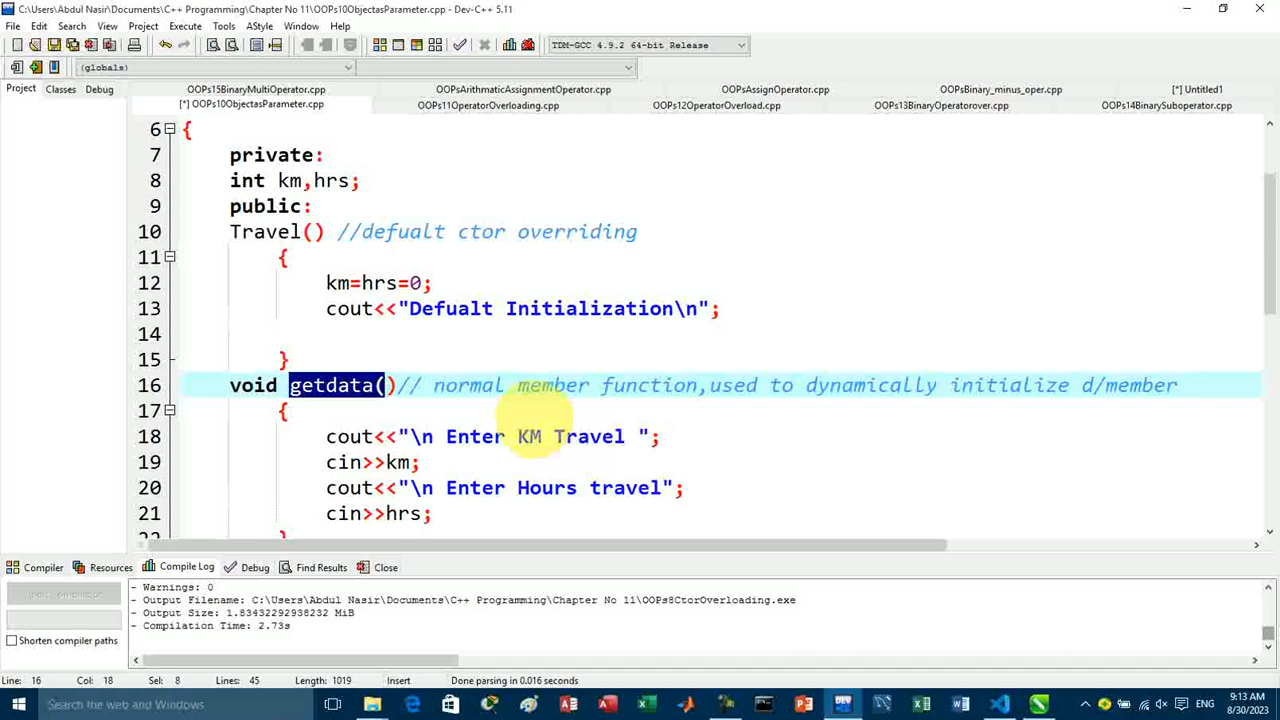 C:\Users\Abdul Nasir\Documents\C++ Programming\Chapter No 11\OOPs10ObjectasParameter.cpp - Dev-C++ 5.11
File Edit Search View Project Execute Tools AStyle Window Help
TDM-GCC 4.9.2 64-bit Release
(globals)
Project Classes Debug
OOPs15BinaryMultiOperator.cpp OOPsArithmaticAssignmentOperator.cpp OOPsAssignOperator.cpp OOPsBinary_minus_oper.cpp [*] Untitled1
[*] OOPs10ObjectasParameter.cpp OOPs11OperatorOverloading.cpp OOPs12OperatorOverload.cpp OOPs13BinaryOperatorover.cpp OOPs14BinarySuboperator.cpp
6 {
7 private:
8 int km,hrs;
9 public:
10 Travel() //defualt ctor overriding
11 {
12 km=hrs=0;
13 cout<<"Defualt Initialization\n";
14
15 }
16 void getdata()// normal member function,used to dynamically initialize d/member
17 {
18 cout<<"\n Enter KM Travel ";
19 cin>>km;
20 cout<<"\n Enter Hours travel";
21 cin>>hrs;
22 }
Compiler Resources Compile Log Debug Find Results Close
- Warnings: 0
- Output Filename: C:\Users\Abdul Nasir\Documents\C++ Programming\Chapter No 11\OOPs8CtorOverloading.exe
- Output Size: 1.83432292938232 MiB
- Compilation Time: 2.73s
Shorten compiler paths
Line: 16 Col: 18 Sel: 8 Lines: 45 Length: 1019 Insert Done parsing in 0.016 seconds
Search the web and Windows
DEV
ENG
9:13 AM
8/30/2023